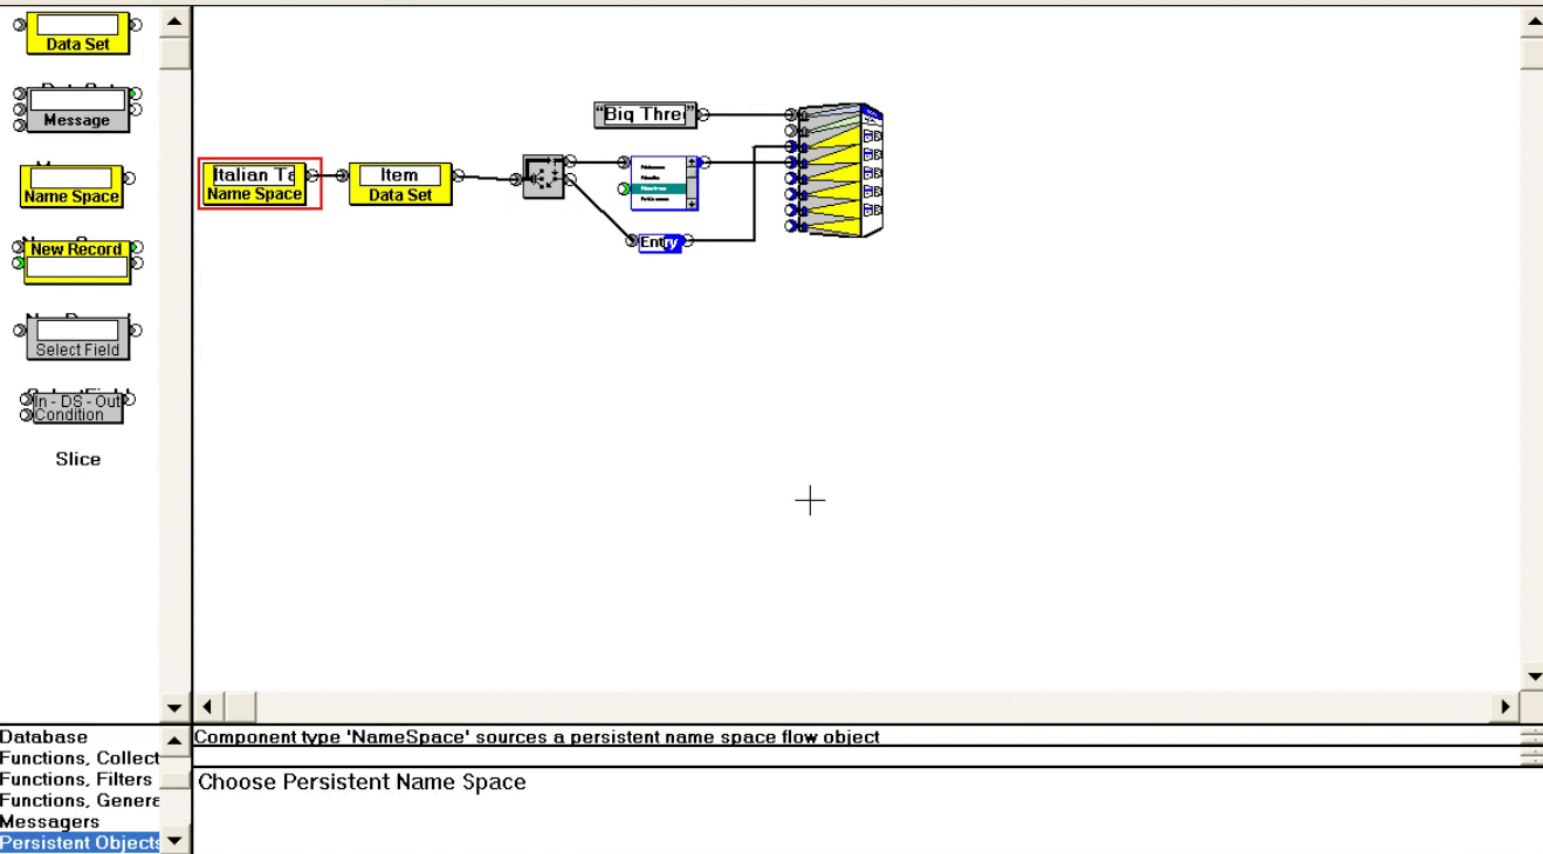 Data Set
Message
Name Space
New Record
Select Field
In - DS - Out
Condition
Slice
"Big Thre"
Italian Ta
Name Space
Item
Data Set
Entry
Database
Functions, Collect
Functions, Filters
Functions, Genera
Messagers
Persistent Objects
Component type 'NameSpace' sources a persistent name space flow object
Choose Persistent Name Space